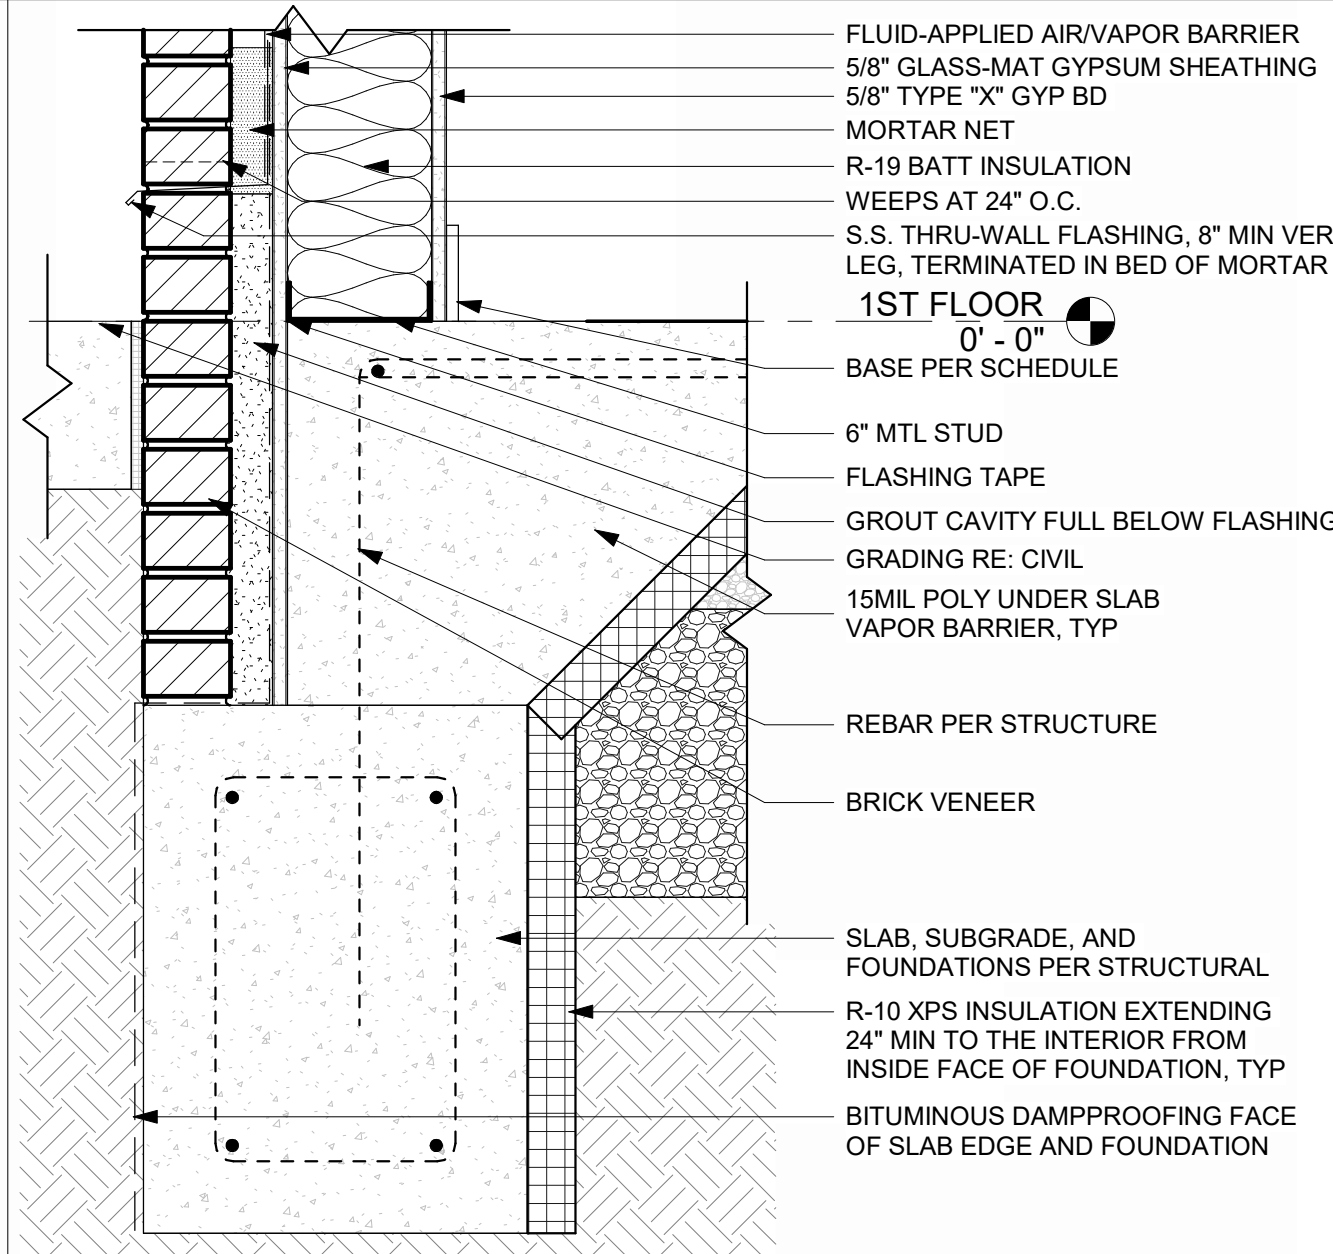 FLUID-APPLIED AIR/VAPOR BARRIER
5/8" GLASS-MAT GYPSUM SHEATHING
5/8" TYPE "X" GYP BD
MORTAR NET
R-19 BATT INSULATION
WEEPS AT 24" O.C.
S.S. THRU-WALL FLASHING, 8" MIN VER
LEG, TERMINATED IN BED OF MORTAR
1ST FLOOR
0' - 0"
BASE PER SCHEDULE
6" MTL STUD
FLASHING TAPE
GROUT CAVITY FULL BELOW FLASHING
GRADING RE: CIVIL
15MIL POLY UNDER SLAB
VAPOR BARRIER, TYP
REBAR PER STRUCTURE
BRICK VENEER
SLAB, SUBGRADE, AND
FOUNDATIONS PER STRUCTURAL
R-10 XPS INSULATION EXTENDING
24" MIN TO THE INTERIOR FROM
INSIDE FACE OF FOUNDATION, TYP
BITUMINOUS DAMPPROOFING FACE
OF SLAB EDGE AND FOUNDATION